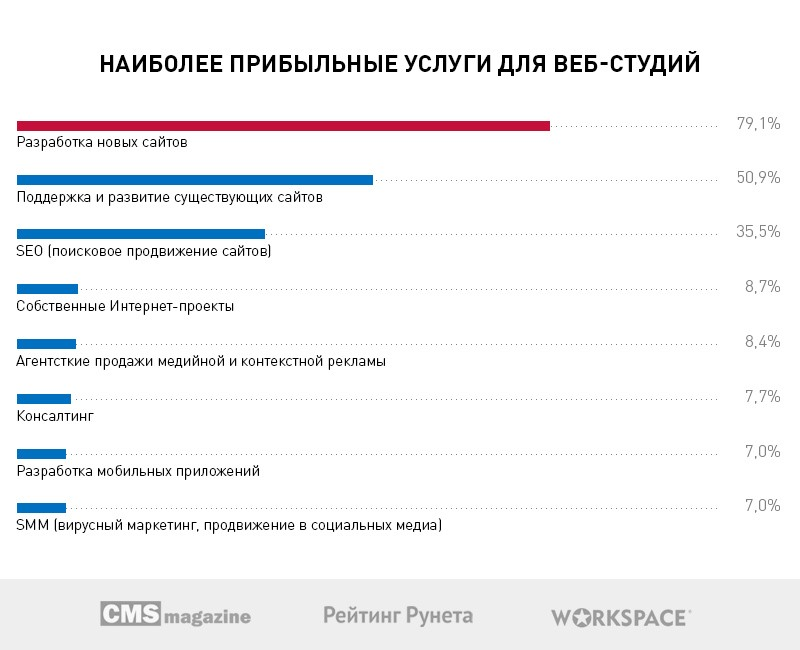 НАИБОЛЕЕ ПРИБЫЛЬНЫЕ УСЛУГИ ДЛЯ ВЕБ-СТУДИЙ
79,1%
Разработка новых сайтов
50,9%
Поддержка и развитие существующих сайтов
35,5%
SEO (поисковое продвижение сайтов)
8,7%
Собственные Интернет-проекты
8,4%
Агентсткие продажи медийной и контекстной рекламы
7,7%
Консалтинг
7,0%
Разработка мобильных приложений
7,0%
SMM (вирусный маркетинг, продвижение в социальных медиа)
CMSmagazine Рейтинг Рунета WORKSPACE